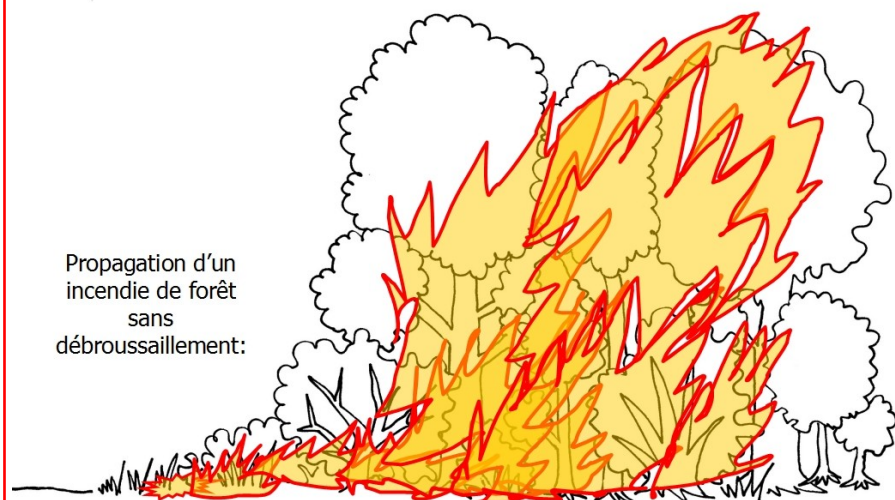 Propagation d'un
incendie de forêt
sans
débroussaillement: